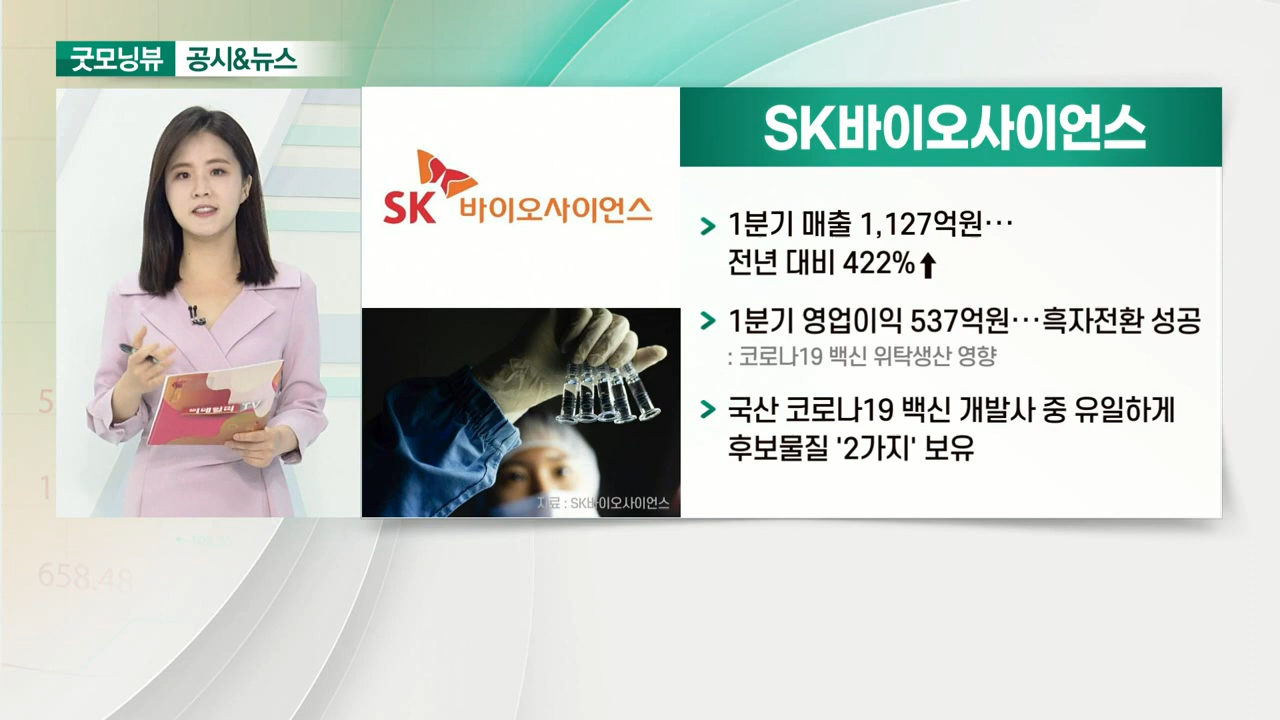 굿모닝뷰 공시&뉴스
SK바이오사이언스
SK 바이오사이언스
1분기 매출 1,127억원…
전년 대비 422%↑
1분기 영업이익 537억원…흑자전환 성공
: 코로나19 백신 위탁생산 영향
국산 코로나19 백신 개발사 중 유일하게
후보물질 '2가지' 보유
자료 : SK바이오사이언스
이데일리 TV
658.48